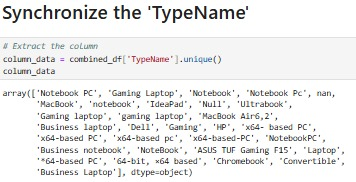 Synchronize the 'TypeName'
# Extract the column
column_data = combined_df['TypeName'].unique()
column_data
array(['Notebook PC', 'Gaming Laptop', 'Notebook', 'Notebook Pc', nan,
'MacBook', 'notebook', 'IdeaPad', 'Null', 'Ultrabook',
'Gaming laptop', 'gaming laptop', 'MacBook Air6,2',
'Business laptop', 'Dell', 'Gaming', 'HP', 'x64- based PC',
'x64-based PC', 'x64-based pc', 'x64-based-PC', 'NotebookPC',
'Business notebook', 'NoteBook', 'ASUS TUF Gaming F15', 'Laptop',
'*64-based PC', '64-bit, x64 based', 'Chromebook', 'Convertible',
'Business Laptop'], dtype=object)